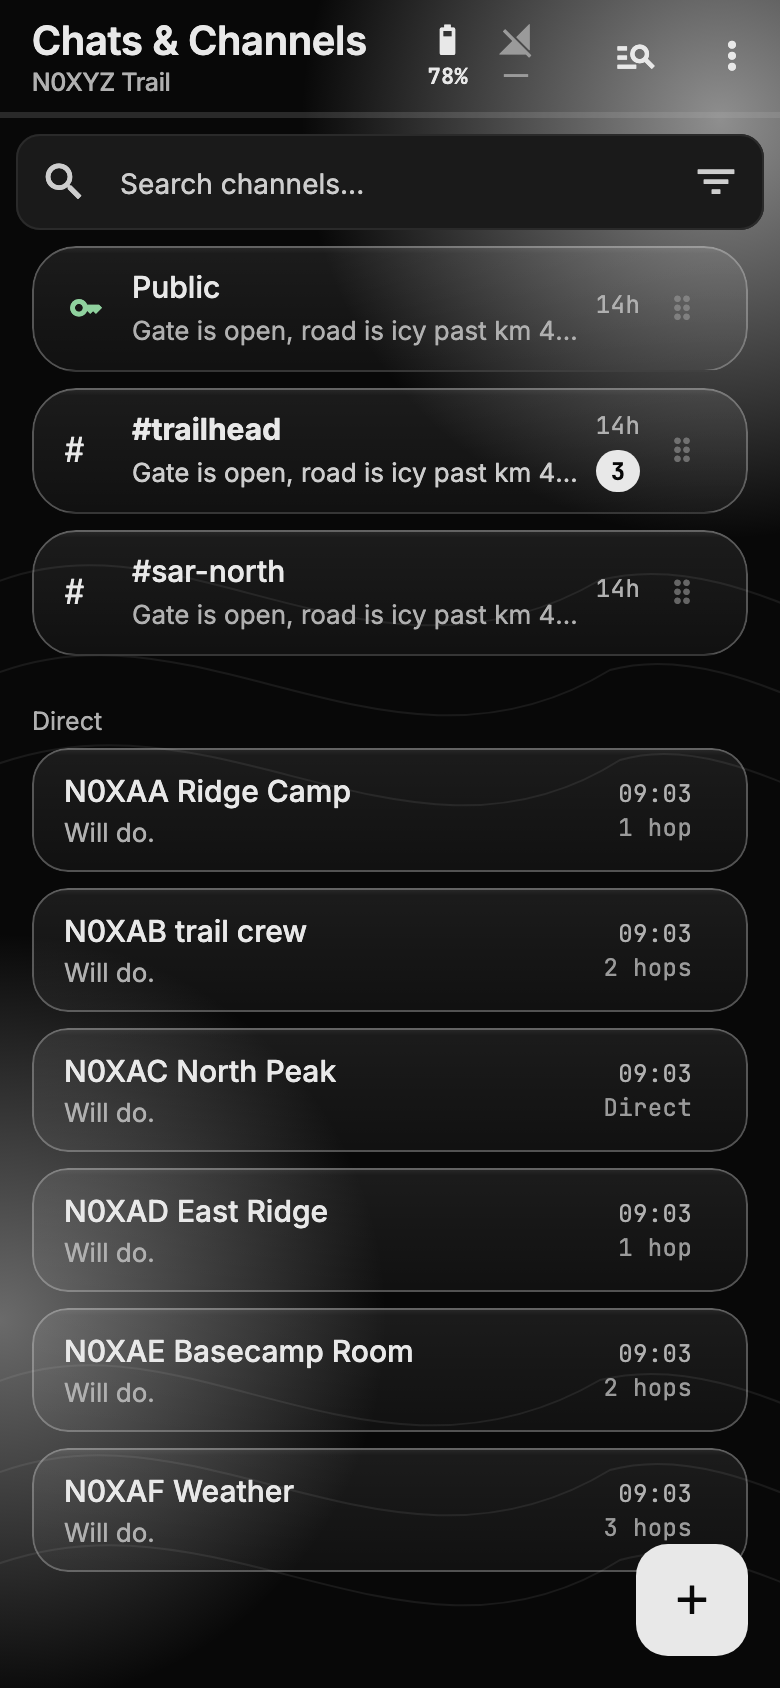 Chats & Channels
N0XYZ Trail
78%
—
Search channels...
Public
Gate is open, road is icy past km 4...
14h
#
#trailhead
Gate is open, road is icy past km 4...
14h
3
#
#sar-north
Gate is open, road is icy past km 4...
14h
Direct
N0XAA Ridge Camp
Will do.
09:03
1 hop
N0XAB trail crew
Will do.
09:03
2 hops
N0XAC North Peak
Will do.
09:03
Direct
N0XAD East Ridge
Will do.
09:03
1 hop
N0XAE Basecamp Room
Will do.
09:03
2 hops
N0XAF Weather
Will do.
09:03
3 hops
+